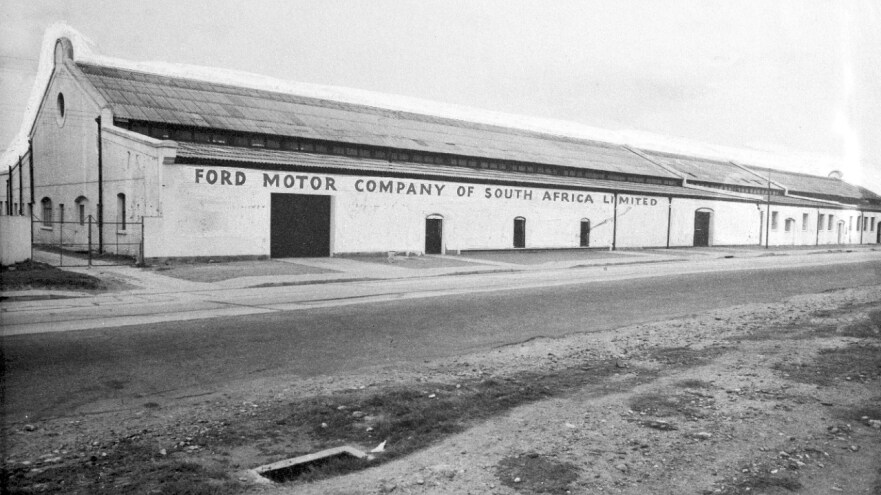 FORD MOTOR COMPANY OF SOUTH AFRICA LIMITED